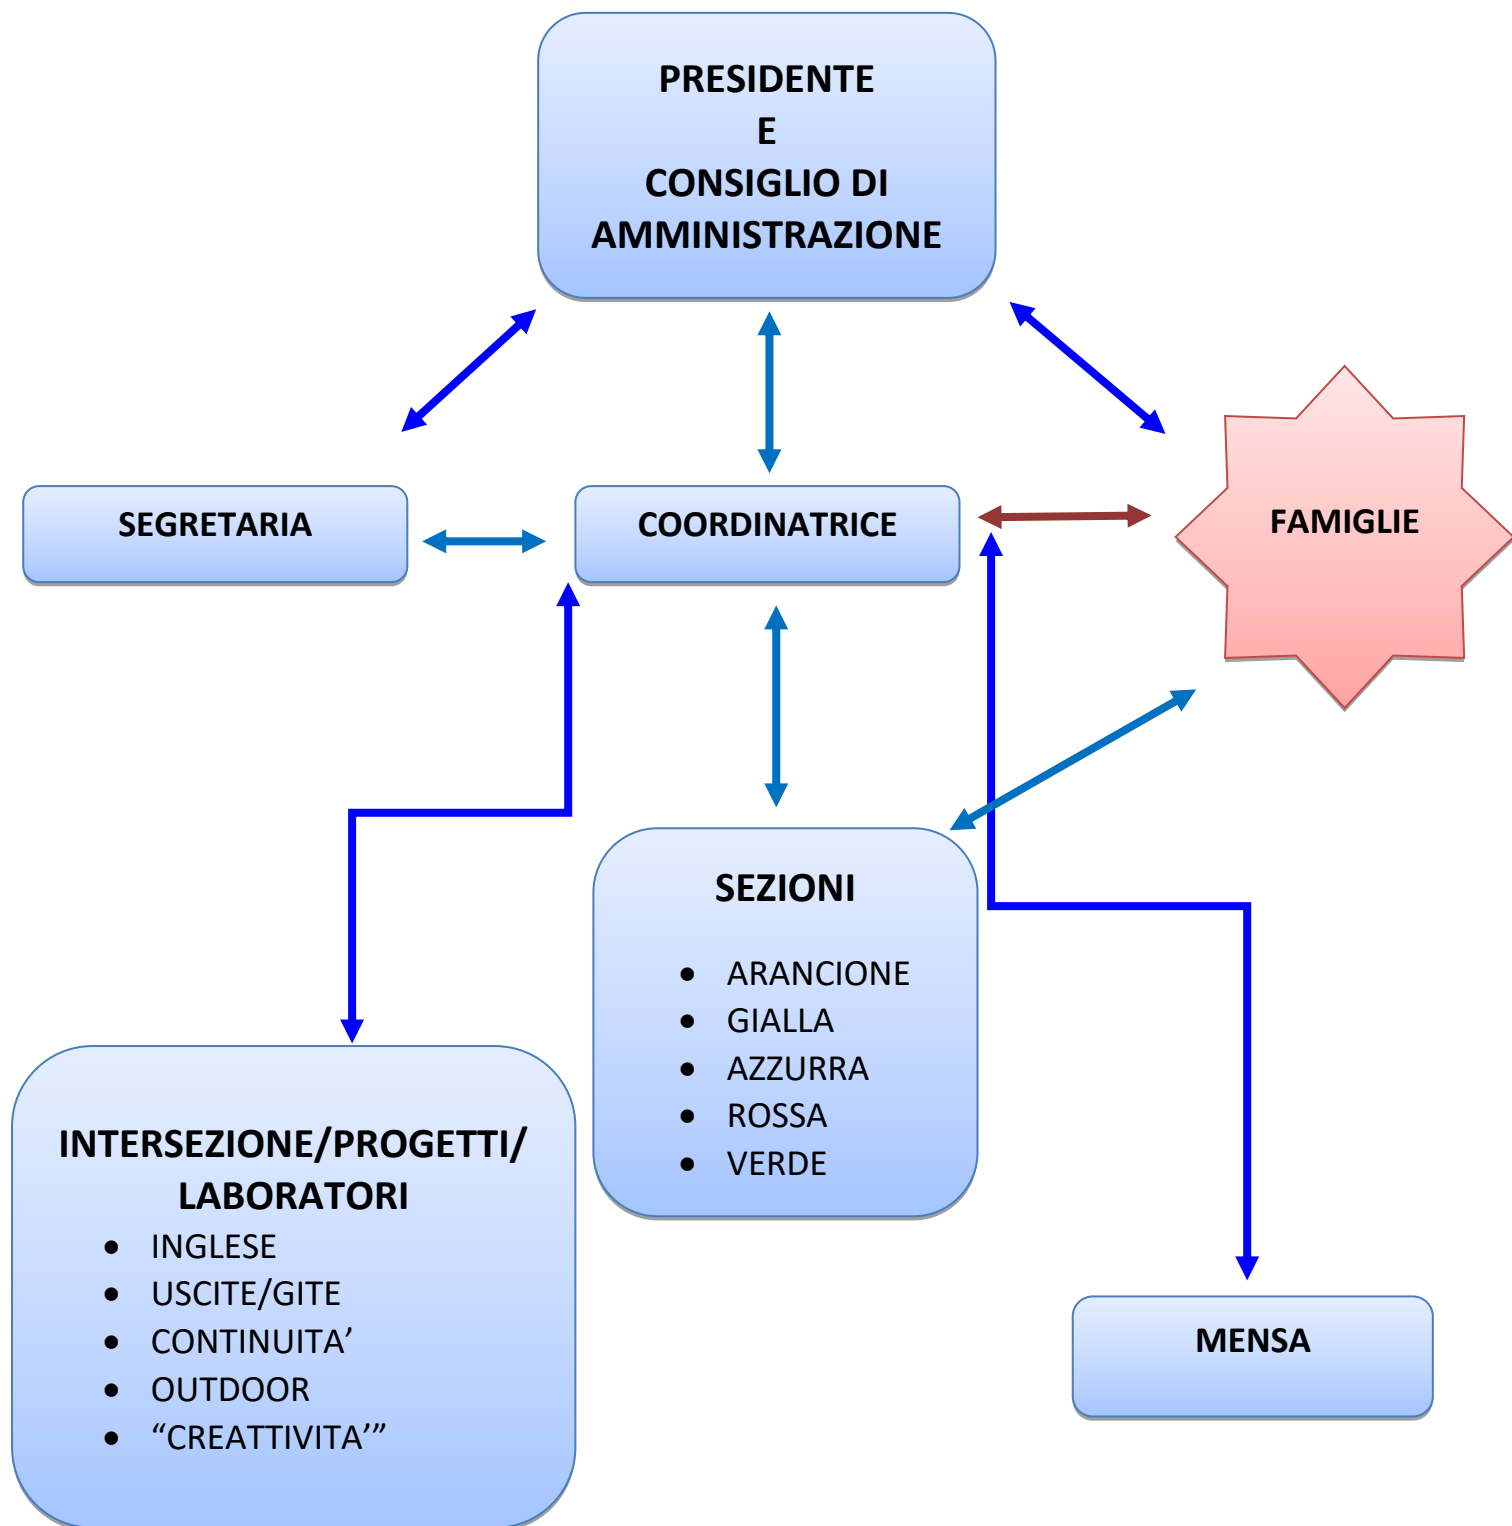 PRESIDENTE
E
CONSIGLIO DI
AMMINISTRAZIONE
SEGRETARIA
COORDINATRICE
FAMIGLIE
SEZIONI
• ARANCIONE
• GIALLA
• AZZURRA
• ROSSA
• VERDE
INTERSEZIONE/PROGETTI/
LABORATORI
• INGLESE
• USCITE/GITE
• CONTINUITA’
• OUTDOOR
• “CREATTIVITA’”
MENSA